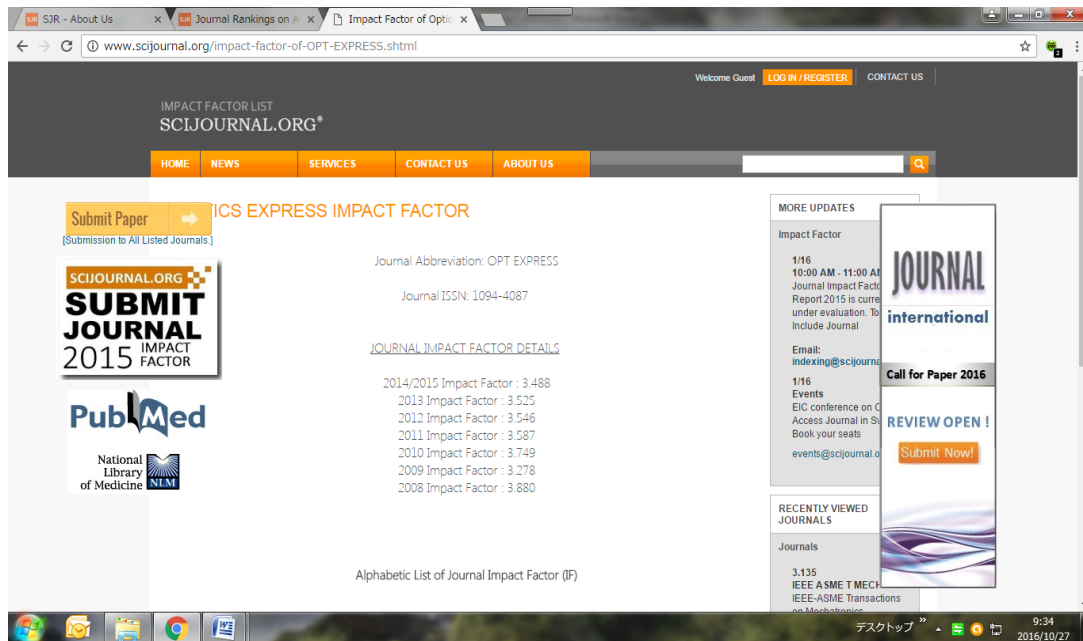 SJR - About Us
Journal Rankings on A
Impact Factor of Optic
www.scijournal.org/impact-factor-of-OPT-EXPRESS.shtml
Welcome Guest LOG IN / REGISTER CONTACT US
IMPACT FACTOR LIST
SCIJOURNAL.ORG®
HOME NEWS SERVICES CONTACT US ABOUT US
Submit Paper
[Submission to All Listed Journals.]
SCIJOURNAL.ORG
SUBMIT
JOURNAL
2015 IMPACT FACTOR
PubMed
National
Library
of Medicine NLM
TICS EXPRESS IMPACT FACTOR
Journal Abbreviation: OPT EXPRESS
Journal ISSN: 1094-4087
JOURNAL IMPACT FACTOR DETAILS
2014/2015 Impact Factor : 3.488
2013 Impact Factor : 3.525
2012 Impact Factor : 3.546
2011 Impact Factor : 3.587
2010 Impact Factor : 3.749
2009 Impact Factor : 3.278
2008 Impact Factor : 3.880
Alphabetic List of Journal Impact Factor (IF)
MORE UPDATES
Impact Factor
1/16
10:00 AM - 11:00 AM
Journal Impact Facto
Report 2015 is curre
under evaluation. To
Include Journal
Email:
indexing@scijourna
1/16
Events
EIC conference on O
Access Journal in Su
Book your seats
events@scijournal.o
RECENTLY VIEWED
JOURNALS
Journals
3.135
IEEE ASME T MECH
IEEE-ASME Transactions
on Mechatronics
JOURNAL
international
Call for Paper 2016
REVIEW OPEN !
Submit Now!
デスクトップ
9:34
2016/10/27